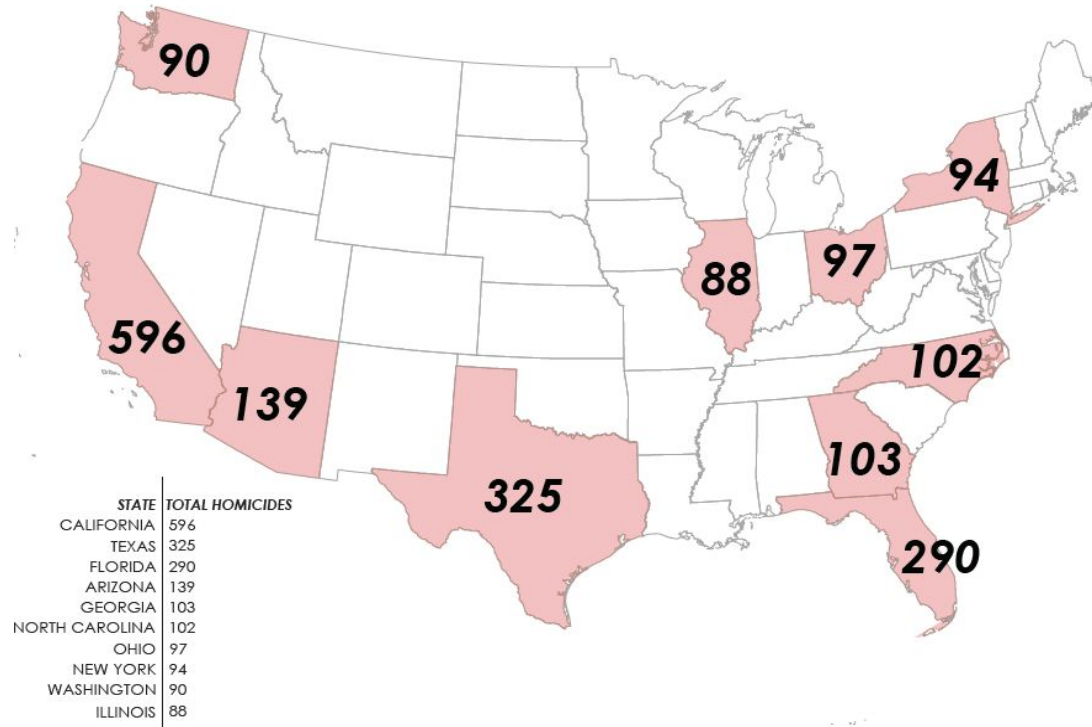 90
94
97
88
596
102
139
103
325
290
STATE TOTAL HOMICIDES
CALIFORNIA 596
TEXAS 325
FLORIDA 290
ARIZONA 139
GEORGIA 103
NORTH CAROLINA 102
OHIO 97
NEW YORK 94
WASHINGTON 90
ILLINOIS 88